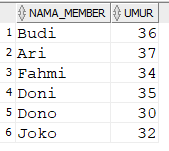 NAMA_MEMBER UMUR
1 Budi 36
2 Ari 37
3 Fahmi 34
4 Doni 35
5 Dono 30
6 Joko 32